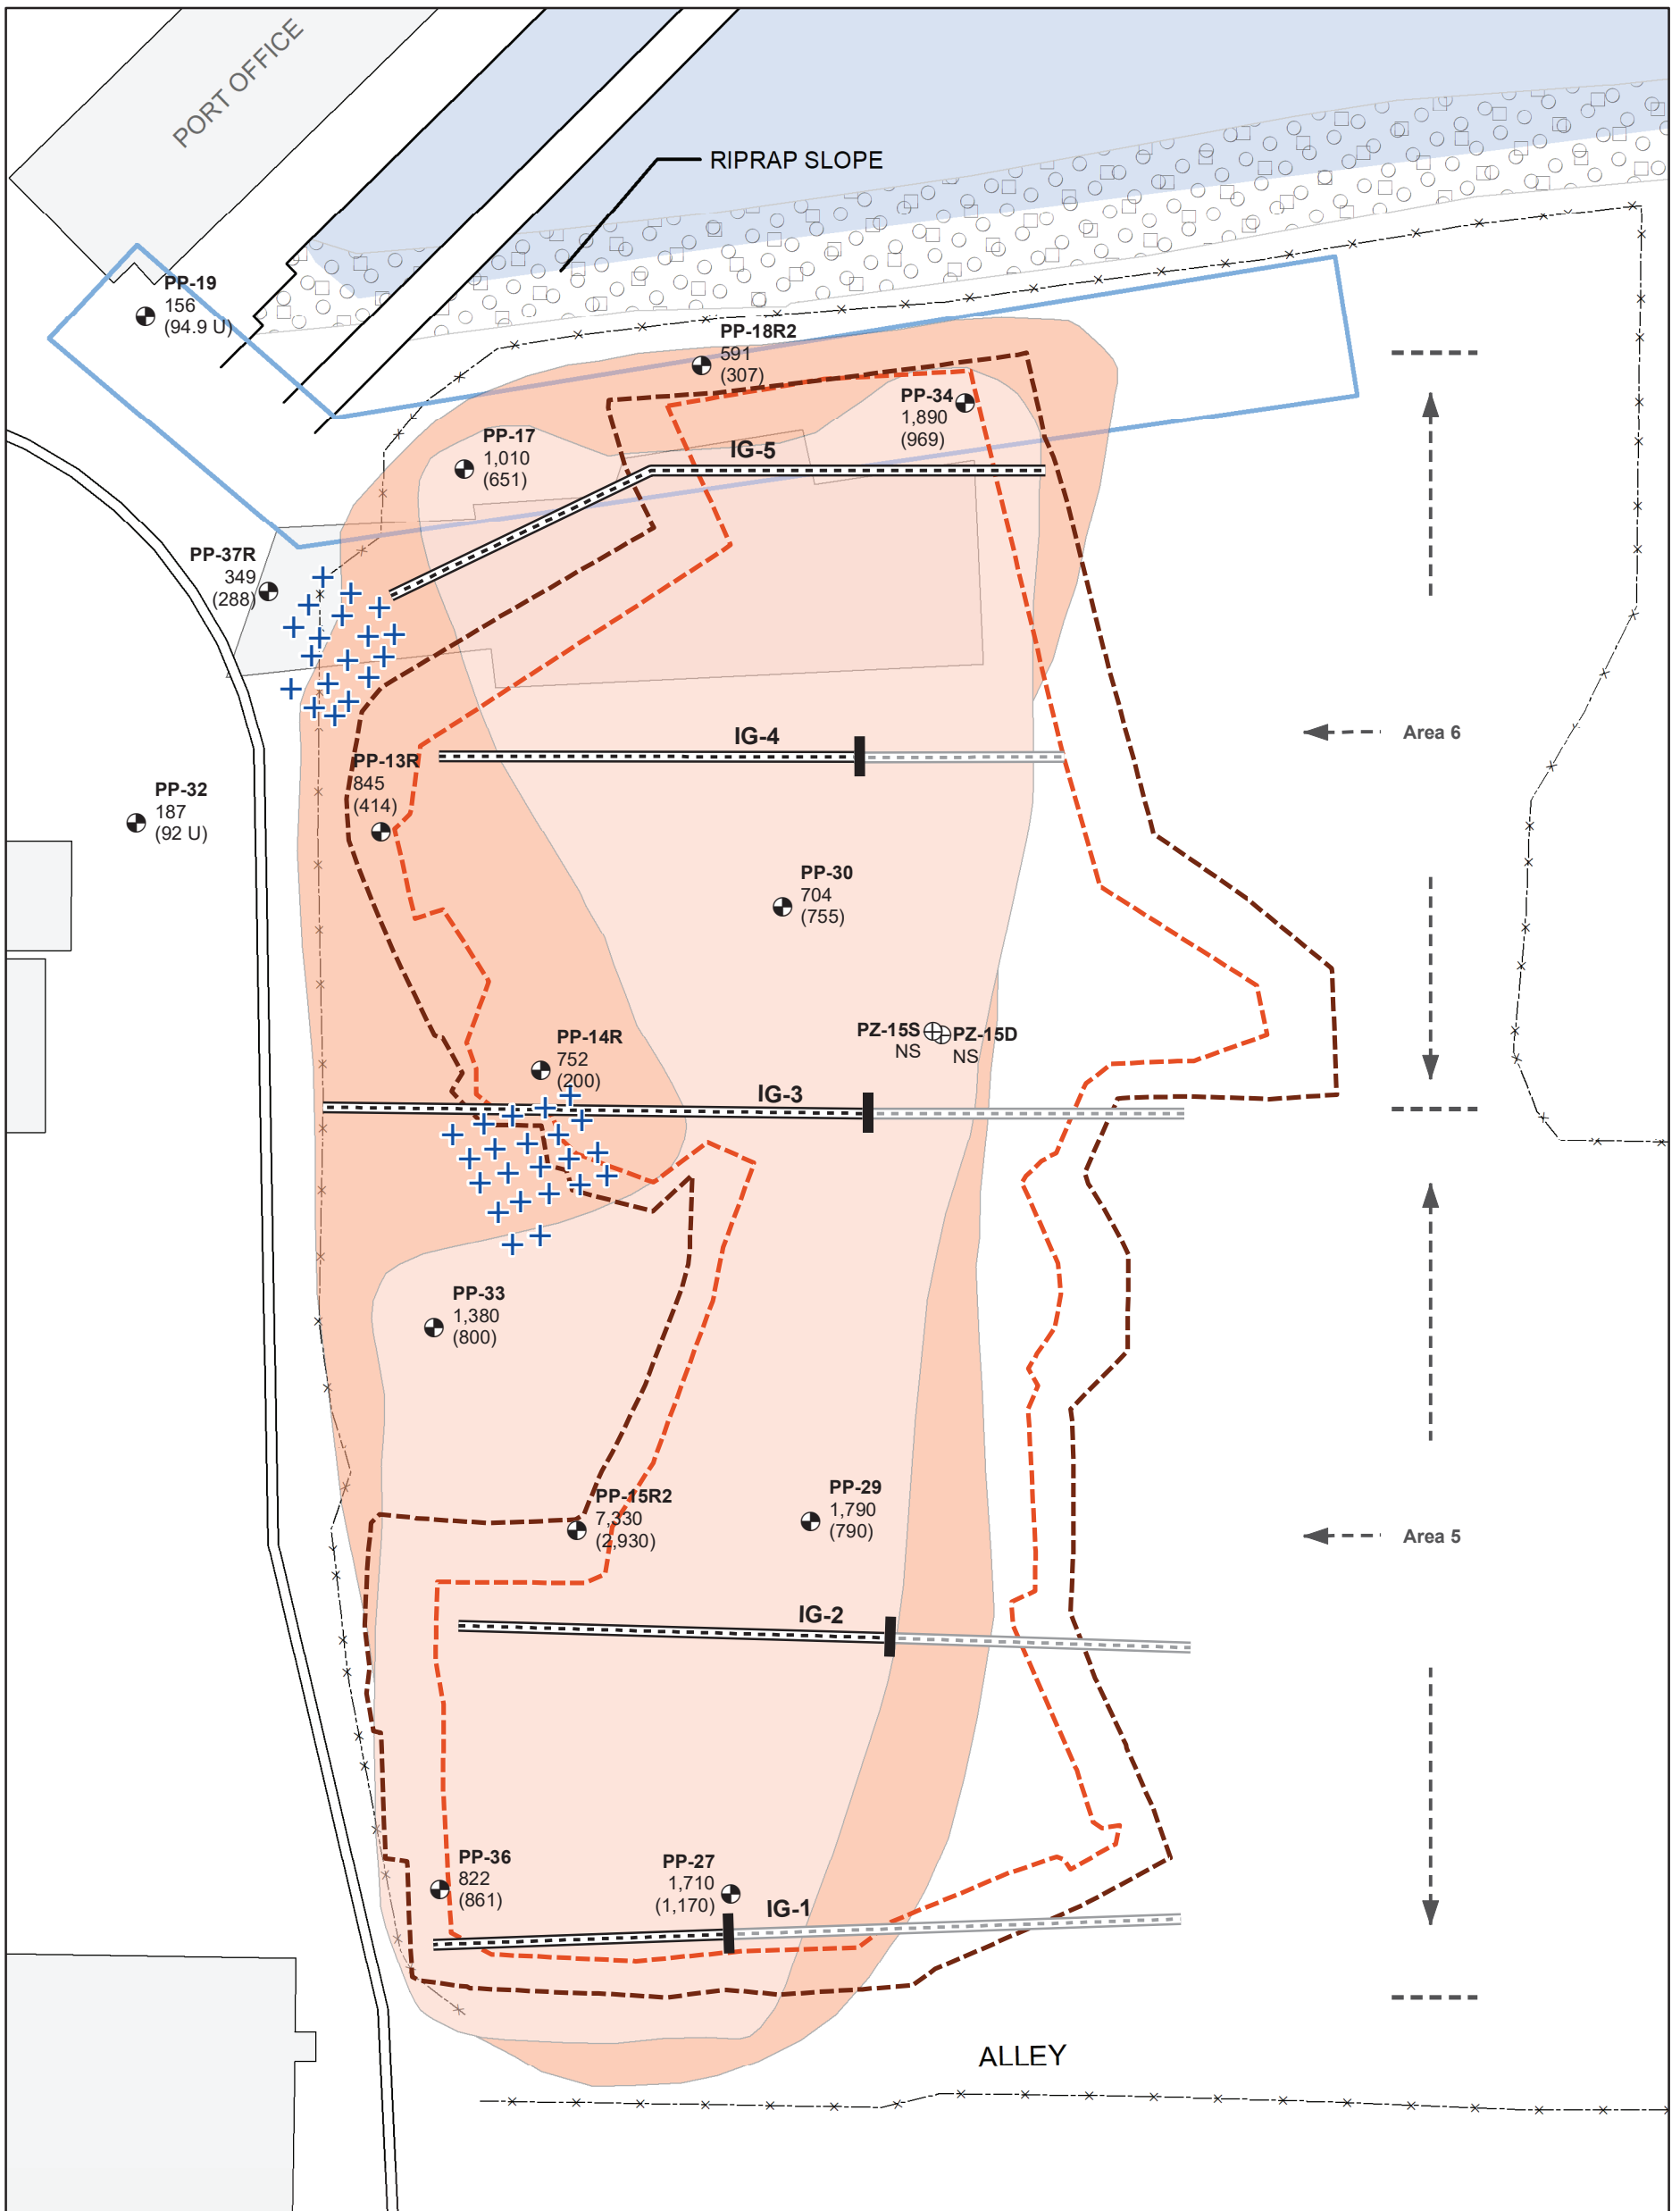 PORT OFFICE
RIPRAP SLOPE
PP-19
156
(94.9 U)
PP-18R2
591
(307)
PP-34
1,890
(969)
PP-17
1,010
(651)
IG-5
PP-37R
349
(288)
IG-4
Area 6
PP-13R
845
(414)
PP-32
187
(92 U)
PP-30
704
(755)
PZ-15S
NS
PZ-15D
NS
PP-14R
752
(200)
IG-3
PP-33
1,380
(800)
PP-15R2
7,330
(2,930)
PP-29
1,790
(790)
Area 5
IG-2
PP-36
822
(861)
PP-27
1,710
(1,170)
IG-1
ALLEY